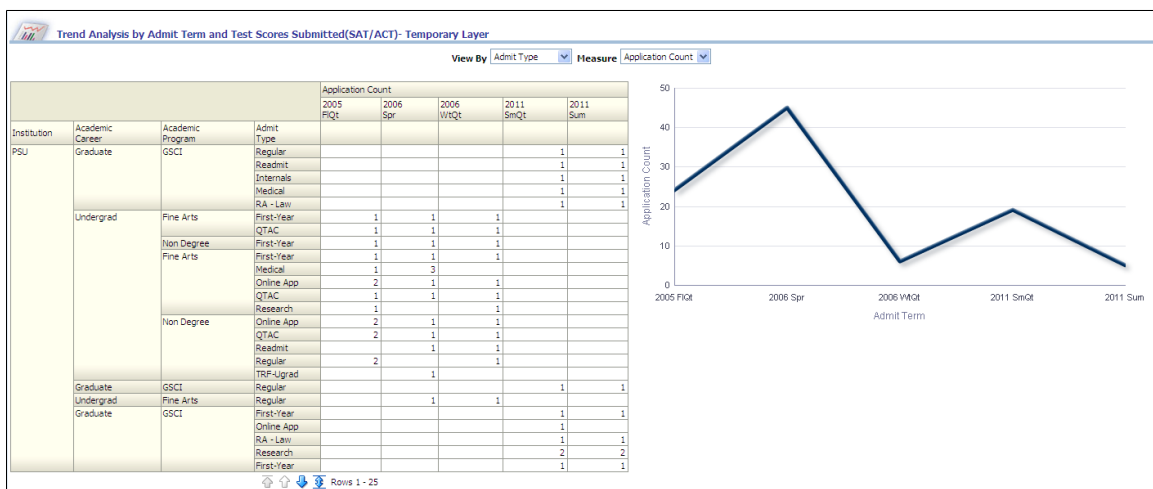 Trend Analysis by Admit Term and Test Scores Submitted(SAT/ACT)- Temporary Layer
View By Admit Type Measure Application Count
Application Count
2005 FlQt 2006 Spr 2006 WtQt 2011 SmQt 2011 Sum
Institution Academic Career Academic Program Admit Type
PSU Graduate GSCI Regular 1 1
Readmit 1 1
Internals 1 1
Medical 1 1
RA - Law 1 1
Undergrad Fine Arts First-Year 1 1 1
QTAC 1 1 1
Non Degree First-Year 1 1 1
Fine Arts First-Year 1 1 1
Medical 1 3
Online App 2 1 1
QTAC 1 1 1
Research 1 1
Non Degree Online App 2 1 1
QTAC 2 1 1
Readmit 1 1
Regular 2 1
TRF-Ugrad 1
Graduate GSCI Regular 1 1
Undergrad Fine Arts Regular 1 1
Graduate GSCI First-Year 1 1
Online App 1
RA - Law 1 1
Research 2 2
First-Year 1 1
Rows 1 - 25
50
40
30
20
10
0
Application Count
2005 FlQt 2006 Spr 2006 WtQt 2011 SmQt 2011 Sum
Admit Term